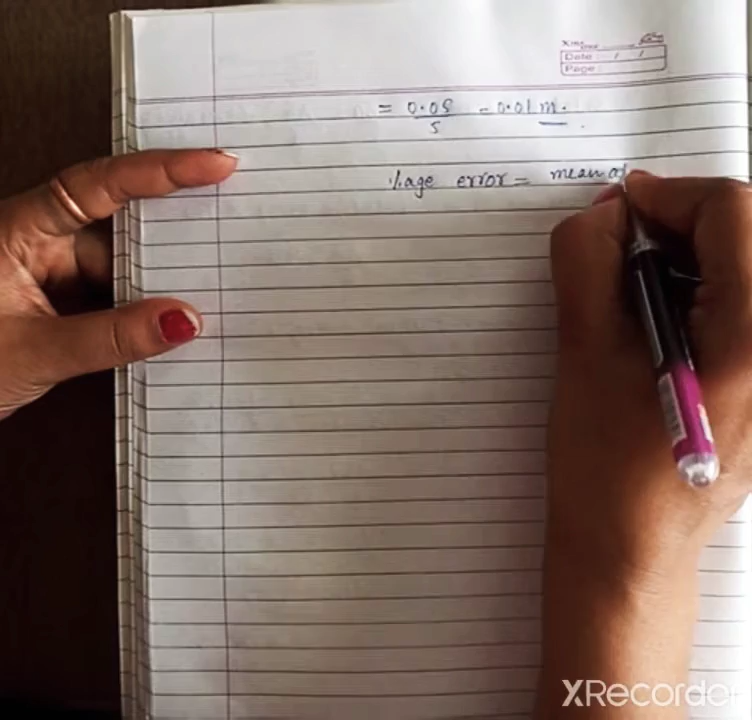 Date / /
Page
= 0.05/5 = 0.01 m.
%age error = mean
XRecorder